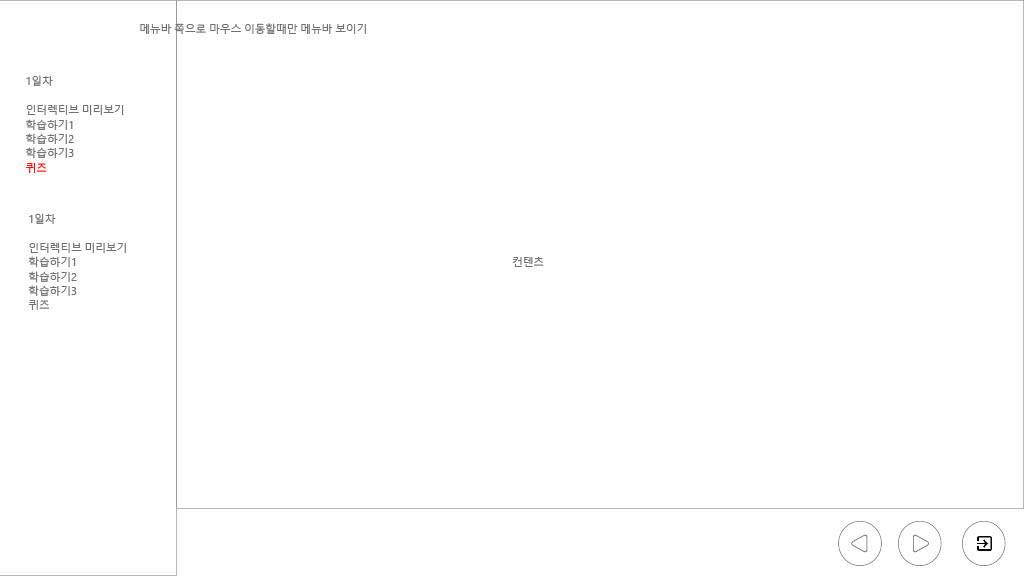 메뉴바 쪽으로 마우스 이동할때만 메뉴바 보이기
1일차
인터렉티브 미리보기
학습하기1
학습하기2
학습하기3
퀴즈
1일차
인터렉티브 미리보기
학습하기1
학습하기2
학습하기3
퀴즈
컨텐츠